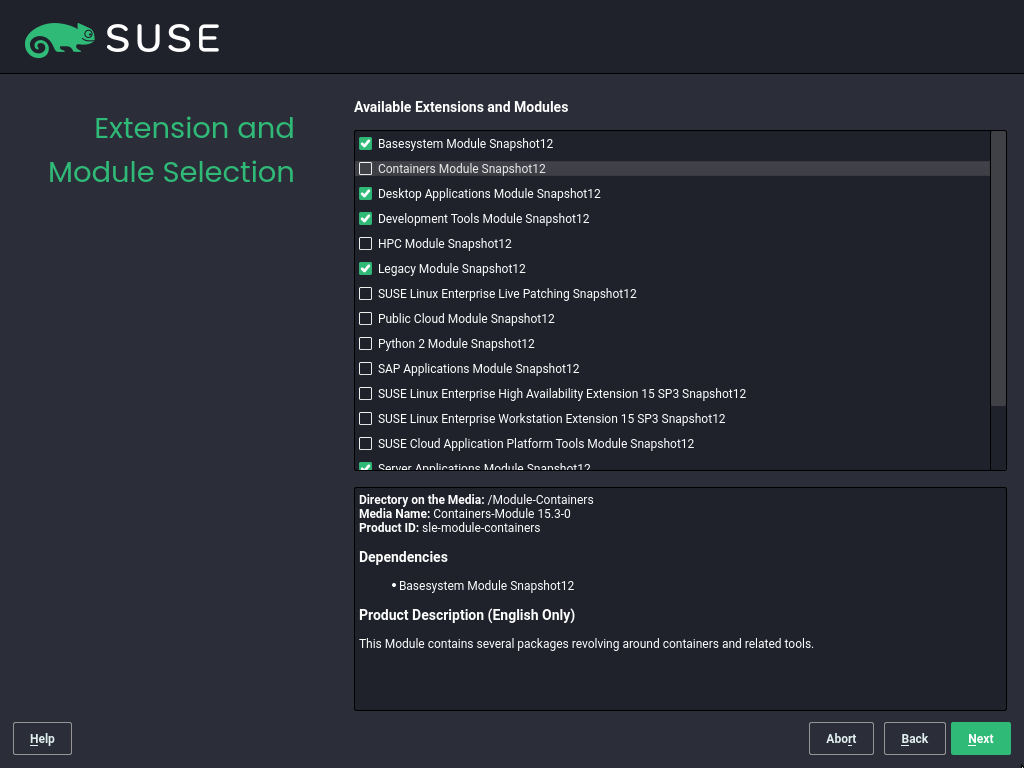 SUSE
Extension and
Module Selection
Available Extensions and Modules
Basesystem Module Snapshot12
Containers Module Snapshot12
Desktop Applications Module Snapshot12
Development Tools Module Snapshot12
HPC Module Snapshot12
Legacy Module Snapshot12
SUSE Linux Enterprise Live Patching Snapshot12
Public Cloud Module Snapshot12
Python 2 Module Snapshot12
SAP Applications Module Snapshot12
SUSE Linux Enterprise High Availability Extension 15 SP3 Snapshot12
SUSE Linux Enterprise Workstation Extension 15 SP3 Snapshot12
SUSE Cloud Application Platform Tools Module Snapshot12
Server Applications Module Snapshot12
Directory on the Media: /Module-Containers
Media Name: Containers-Module 15.3-0
Product ID: sle-module-containers
Dependencies
• Basesystem Module Snapshot12
Product Description (English Only)
This Module contains several packages revolving around containers and related tools.
Help
Abort
Back
Next